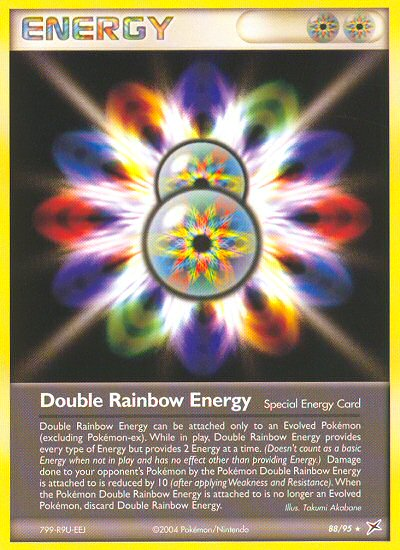 ENERGY
Double Rainbow Energy Special Energy Card
Double Rainbow Energy can be attached only to an Evolved Pokémon
(excluding Pokémon-ex). While in play, Double Rainbow Energy provides
every type of Energy but provides 2 Energy at a time. (Doesn't count as a basic
Energy when not in play and has no effect other than providing Energy.) Damage
done to your opponent's Pokémon by the Pokémon Double Rainbow Energy
is attached to is reduced by 10 (after applying Weakness and Resistance). When
the Pokémon Double Rainbow Energy is attached to is no longer an Evolved
Pokémon, discard Double Rainbow Energy. Illus. Takumi Akabane
799-R9U-EEJ ©2004 Pokémon/Nintendo 88/95 ★